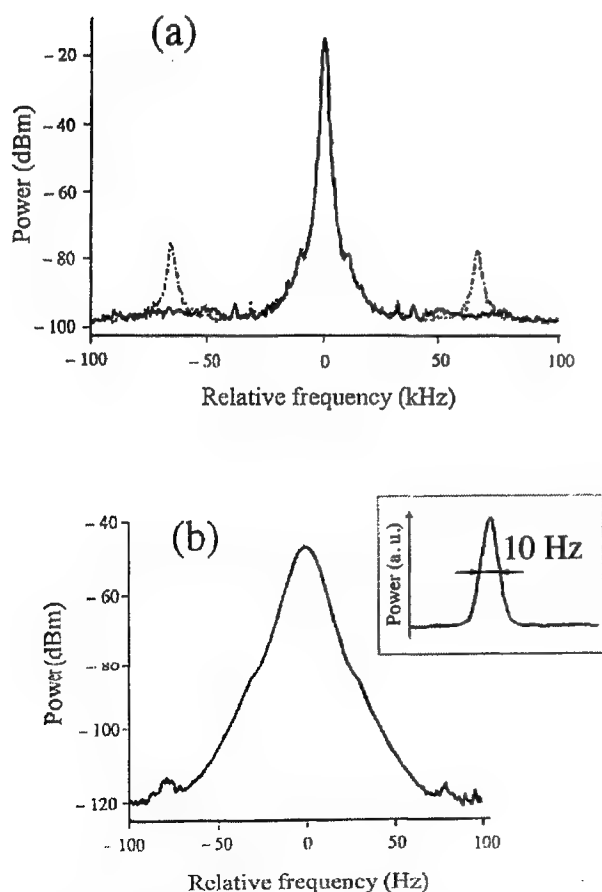 (a)
Power (dBm)
– 20
– 40
– 60
– 80
– 100
– 100
– 50
0
50
100
Relative frequency (kHz)
(b)
Power (dBm)
– 40
– 60
– 80
– 100
– 120
– 100
– 50
0
50
100
Relative frequency (Hz)
Power (a. u.)
10 Hz